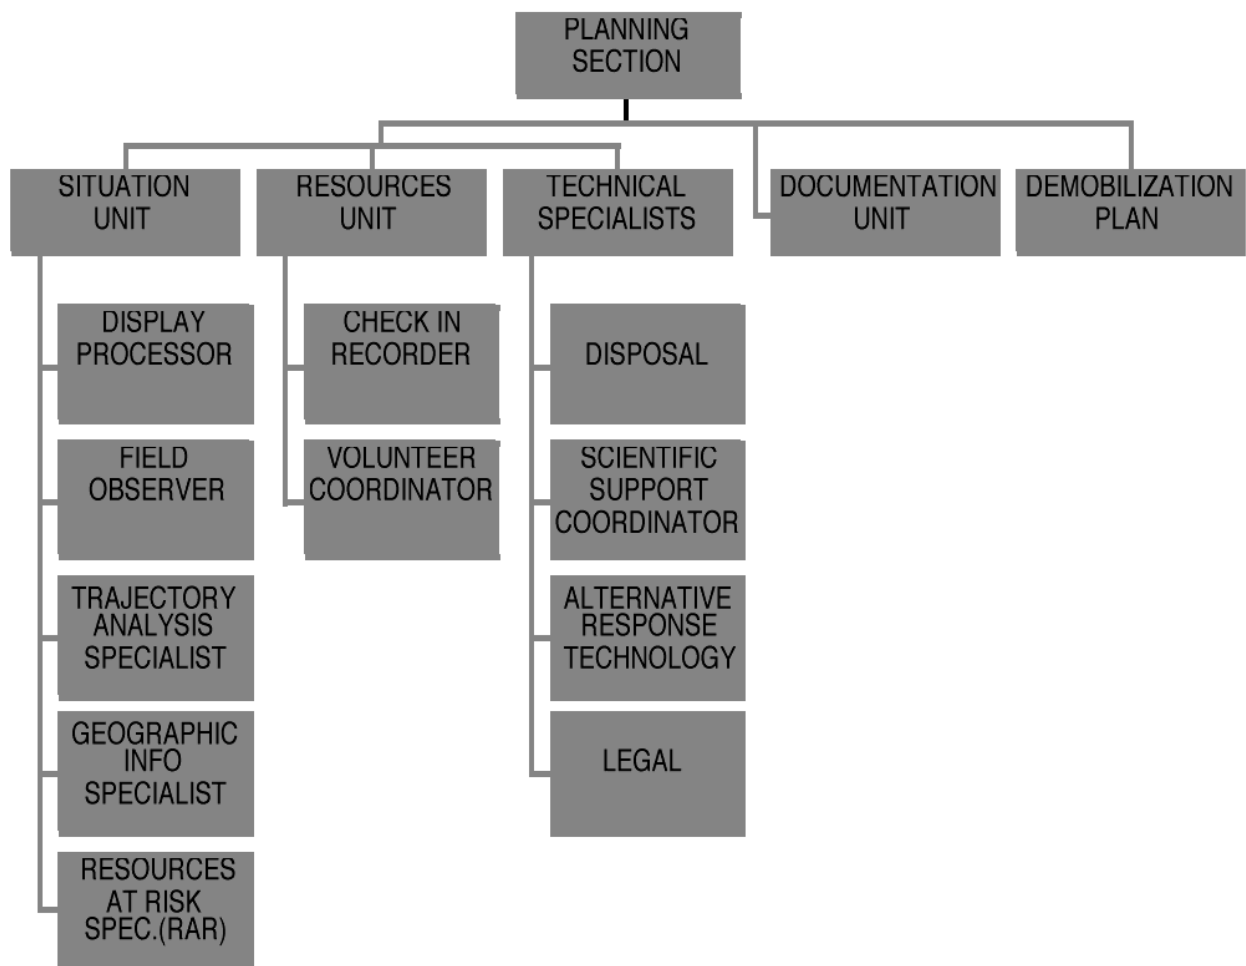 PLANNING
SECTION
SITUATION
UNIT
RESOURCES
UNIT
TECHNICAL
SPECIALISTS
DOCUMENTATION
UNIT
DEMOBILIZATION
PLAN
DISPLAY
PROCESSOR
CHECK IN
RECORDER
DISPOSAL
FIELD
OBSERVER
VOLUNTEER
COORDINATOR
SCIENTIFIC
SUPPORT
COORDINATOR
TRAJECTORY
ANALYSIS
SPECIALIST
ALTERNATIVE
RESPONSE
TECHNOLOGY
GEOGRAPHIC
INFO
SPECIALIST
LEGAL
RESOURCES
AT RISK
SPEC.(RAR)